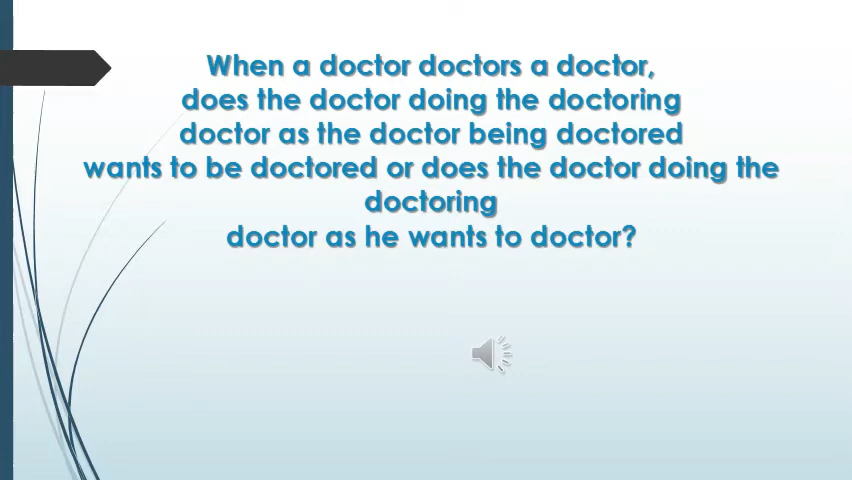 When a doctor doctors a doctor,
does the doctor doing the doctoring
doctor as the doctor being doctored
wants to be doctored or does the doctor doing the
doctoring
doctor as he wants to doctor?